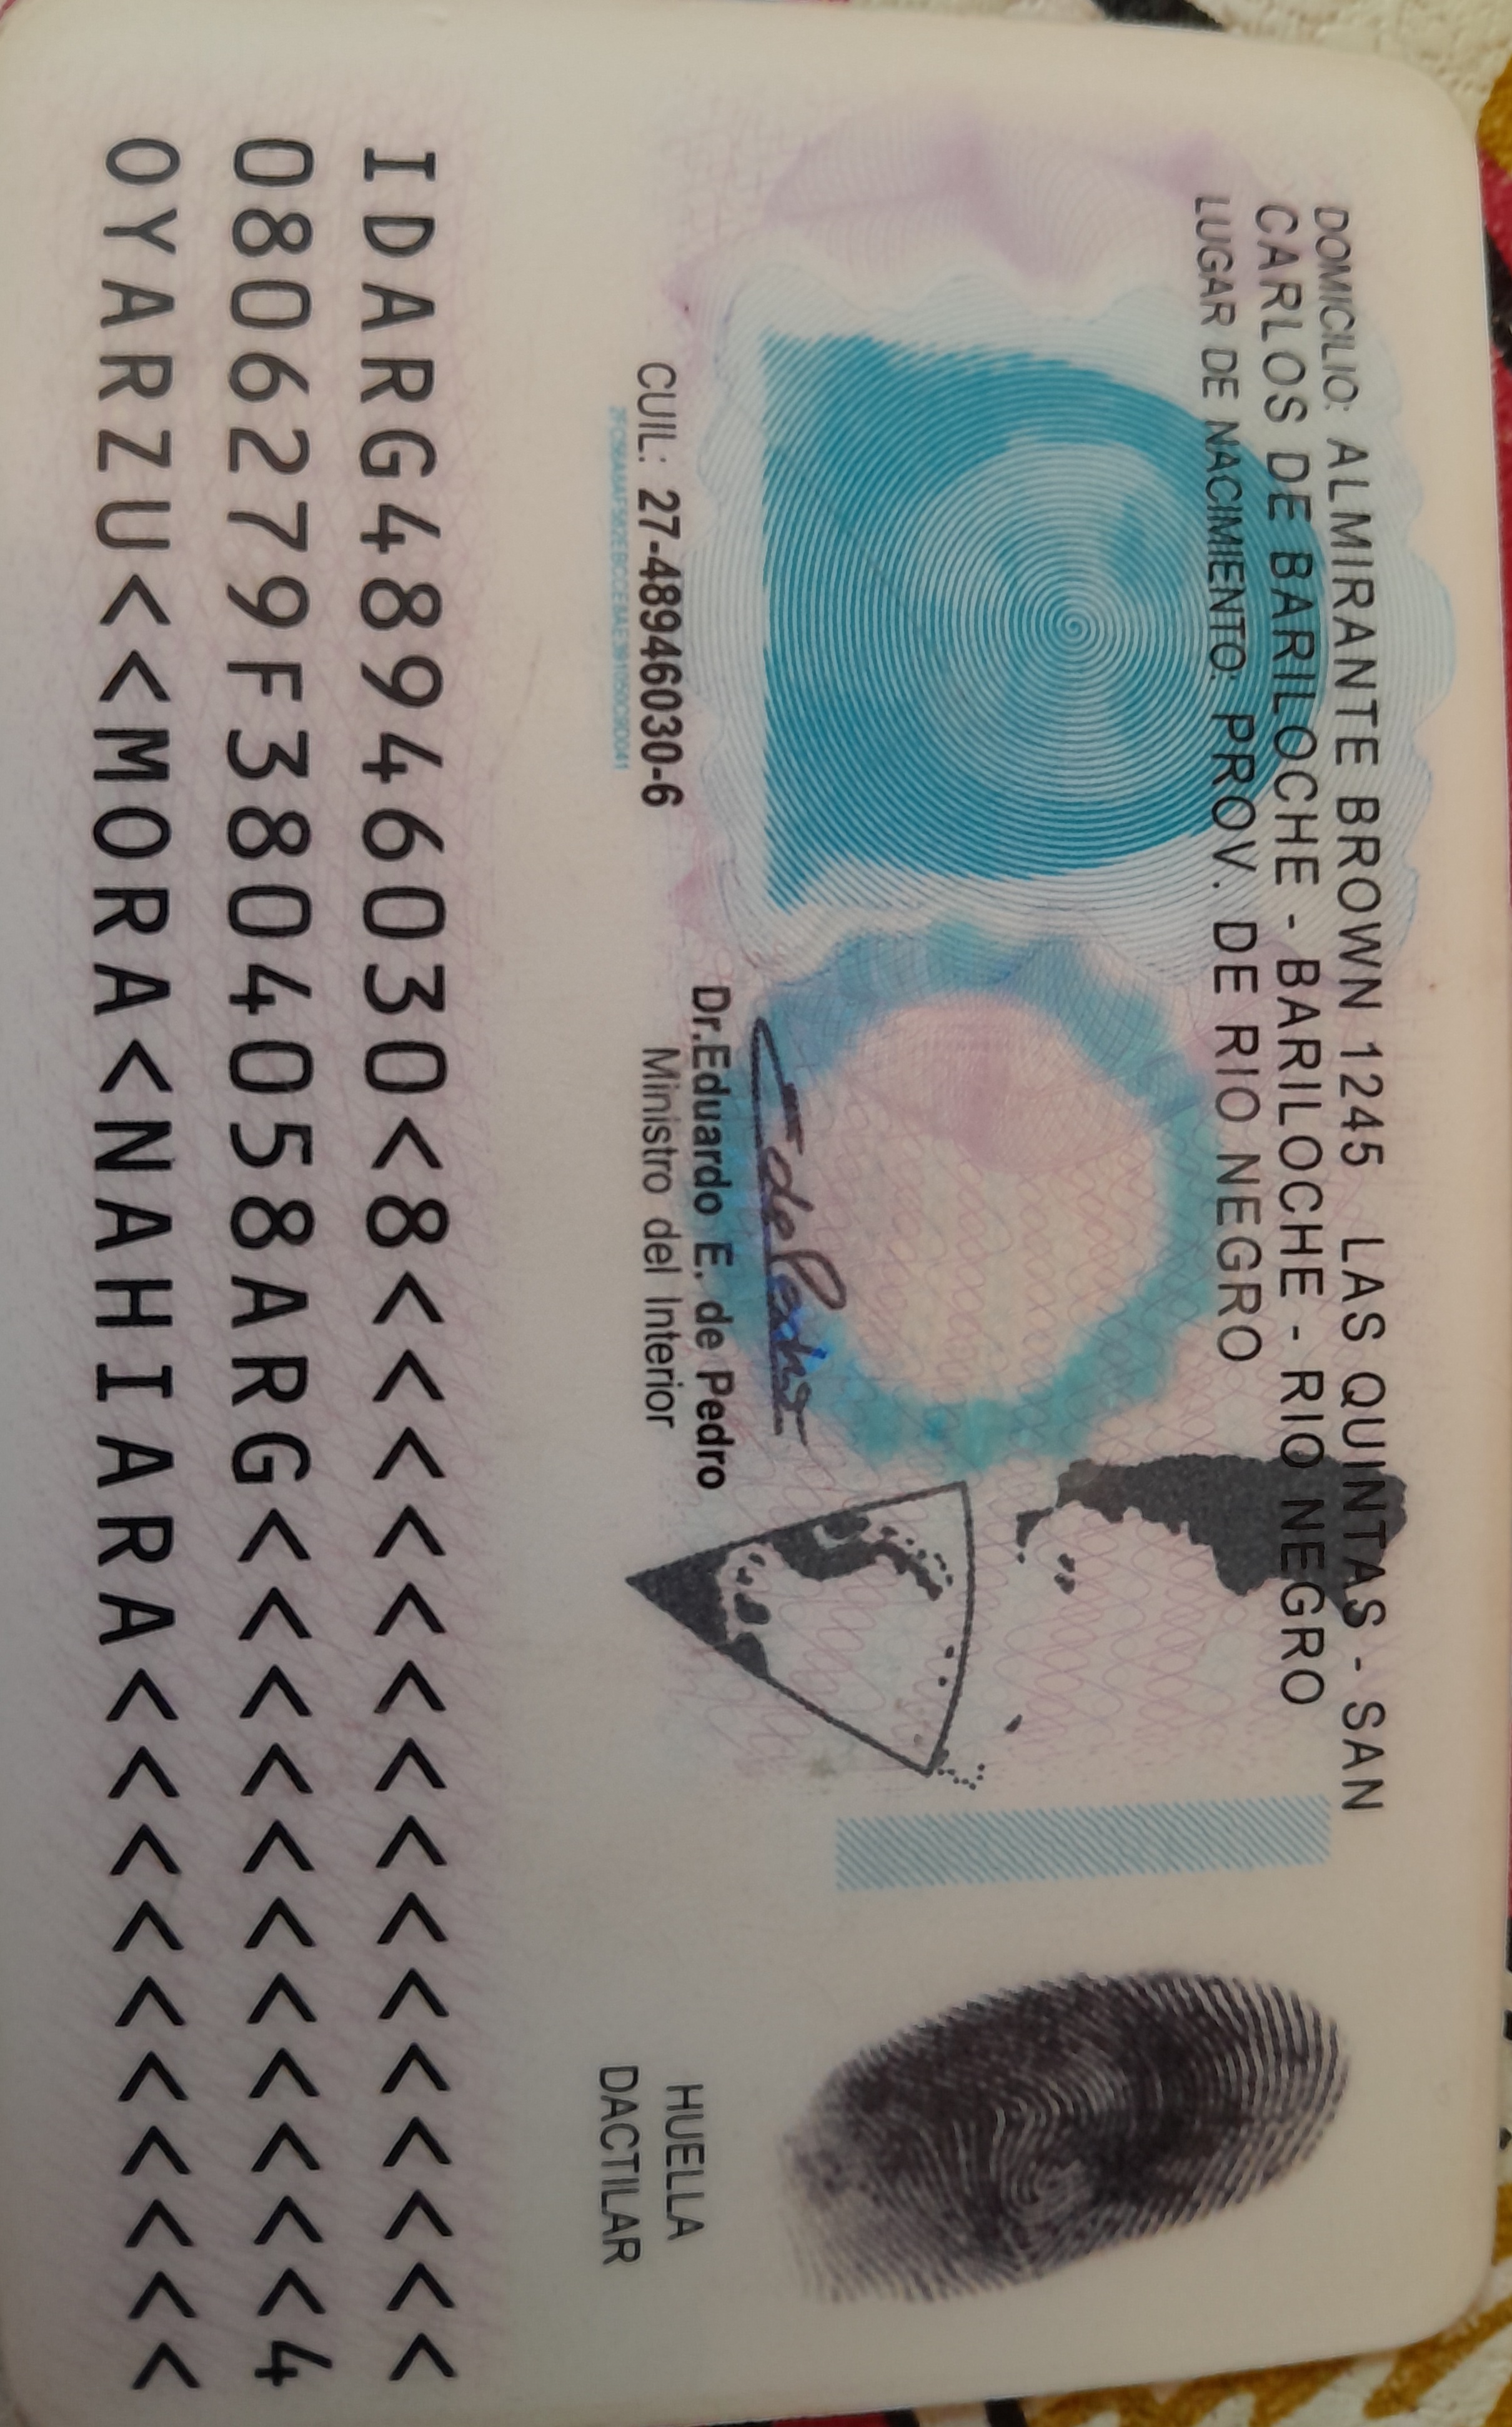 DOMICILIO: ALMIRANTE BROWN 1245 LAS QUINTAS - SAN
CARLOS DE BARILOCHE - BARILOCHE - RIO NEGRO
LUGAR DE NACIMIENTO: PROV. DE RIO NEGRO
CUIL: 27-48946030-6
Dr.Eduardo E. de Pedro
Ministro del Interior
HUELLA
DACTILAR
IDARG48946030<8<<<<<<<<<<<<<<<
0806279F3804058ARG<<<<<<<<<<<4
OYARZU<<MORA<NAHIARA<<<<<<<<<<